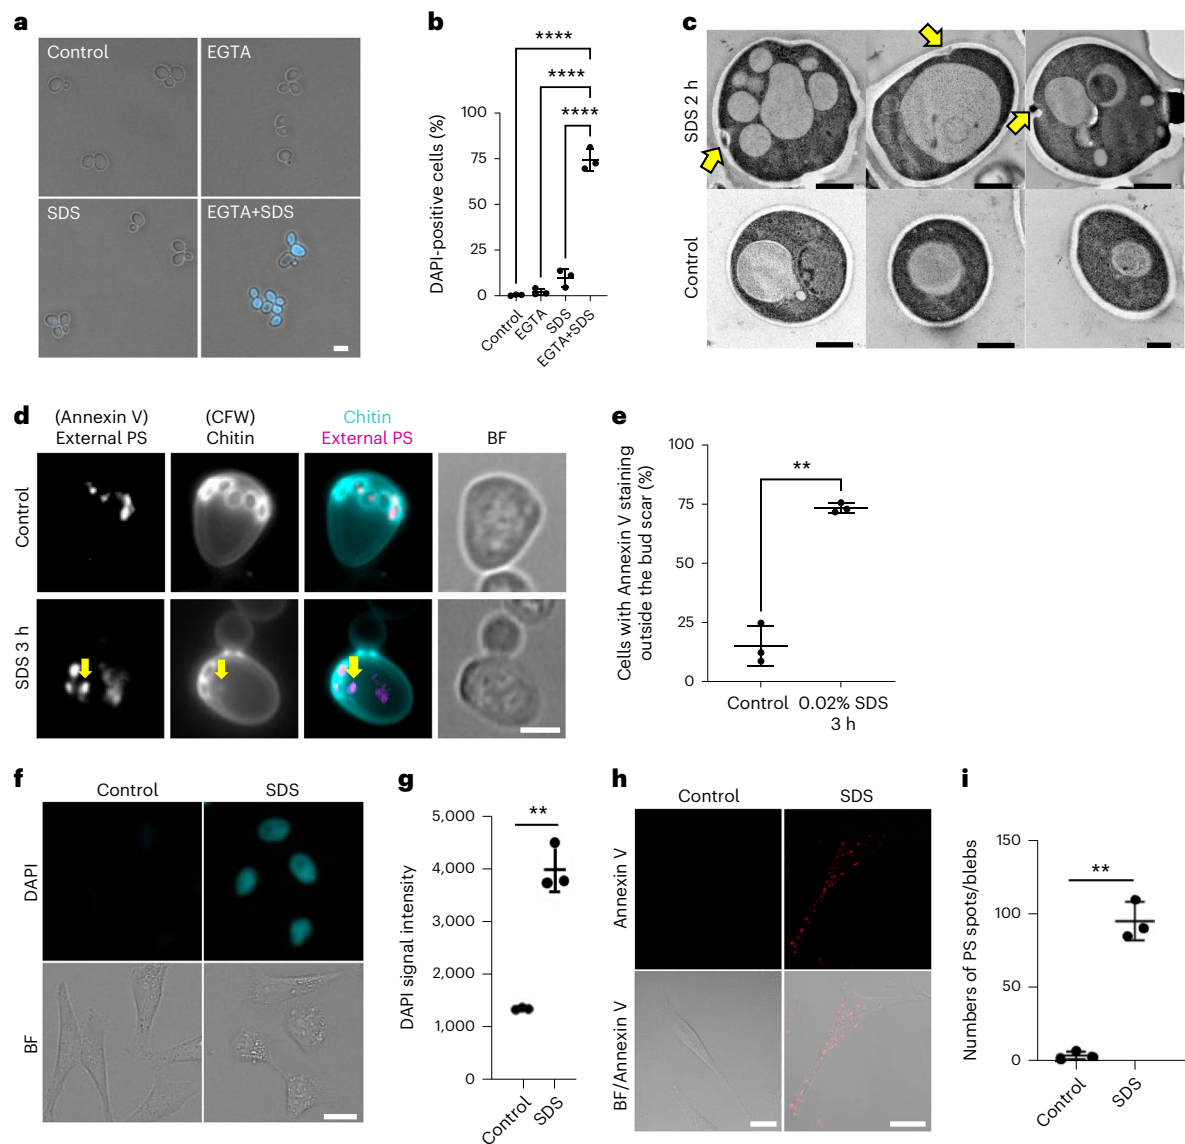 a
Control
EGTA
SDS
EGTA+SDS
b
****
****
****
DAPI-positive cells (%)
100
75
50
25
0
Control
EGTA
SDS
EGTA+SDS
c
SDS 2 h
Control
d
(Annexin V)
External PS
(CFW)
Chitin
Chitin
External PS
BF
Control
SDS 3 h
e
Cells with Annexin V staining
outside the bud scar (%)
100
75
50
25
0
**
Control
0.02% SDS
3 h
f
Control
SDS
DAPI
BF
g
DAPI signal intensity
5,000
4,000
3,000
2,000
1,000
0
**
Control
SDS
h
Control
SDS
Annexin V
BF/Annexin V
i
Numbers of PS spots/blebs
150
100
50
0
**
Control
SDS